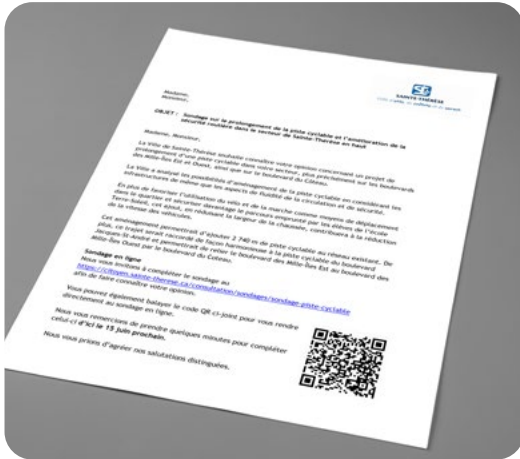 SAINTE-THÉRÈSE
Madame,
Monsieur,
OBJET : Sondage sur le prolongement de la piste cyclable et l'amélioration de la
sécurité routière dans le secteur de Sainte-Thérèse en haut
Madame, Monsieur,
La Ville de Sainte-Thérèse souhaite connaître votre opinion concernant un projet de
prolongement d'une piste cyclable dans votre secteur, plus précisément sur les boulevards
des Mille-Îles Est et Ouest, ainsi que sur le boulevard du Coteau.
La Ville a analysé les possibilités d'aménagement de la piste cyclable en considérant les
infrastructures de même que les aspects de fluidité de la circulation et de sécurité.
En plus de favoriser l'utilisation du vélo et de la marche comme moyens de déplacement
dans le quartier et sécuriser davantage le parcours emprunté par les élèves de l'école
Terre-Soleil, cet ajout, en réduisant la largeur de la chaussée, contribuera à la réduction
de la vitesse des véhicules.
Cet aménagement permettrait d'ajouter 2 740 m de piste cyclable au réseau existant. De
plus, ce trajet serait raccordé de façon harmonieuse à la piste cyclable du boulevard
Jacques-St-André et permettrait de relier le boulevard des Mille-Îles Est au boulevard des
Mille-Îles Ouest par le boulevard du Coteau.
Sondage en ligne
Nous vous invitons à compléter le sondage au
https://citoyen.sainte-therese.ca/consultation/sondages/sondage-piste-cyclable
afin de faire connaître votre opinion.
Vous pouvez également balayer le code QR ci-joint pour vous rendre
directement au sondage en ligne.
Nous vous remercions de prendre quelques minutes pour compléter
celui-ci d'ici le 15 juin prochain.
Nous vous prions d'agréer nos salutations distinguées.